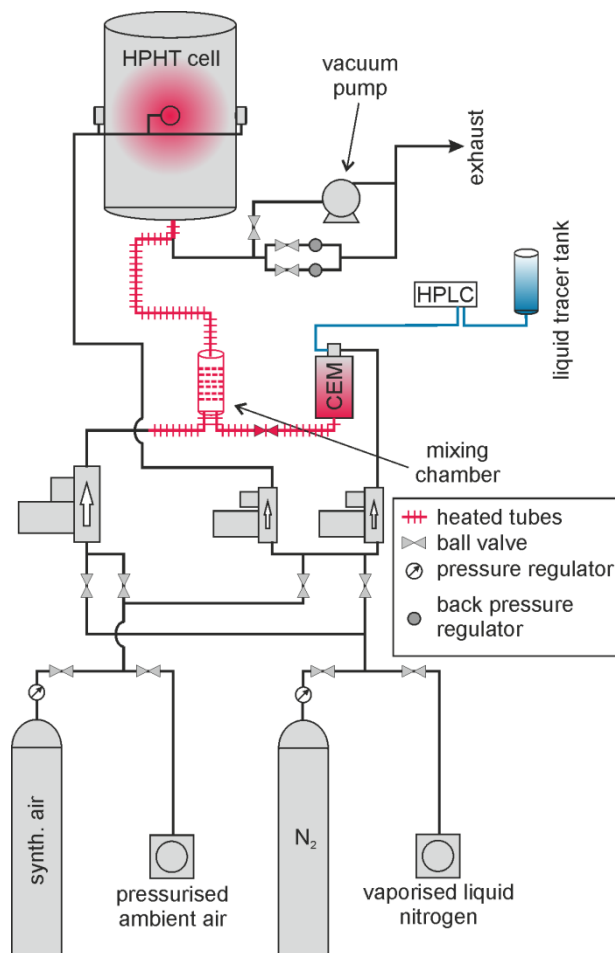 HPHT cell
vacuum
pump
exhaust
HPLC
liquid tracer tank
CEM
mixing
chamber
heated tubes
ball valve
pressure regulator
back pressure
regulator
synth. air
N₂
pressurised
ambient air
vaporised liquid
nitrogen